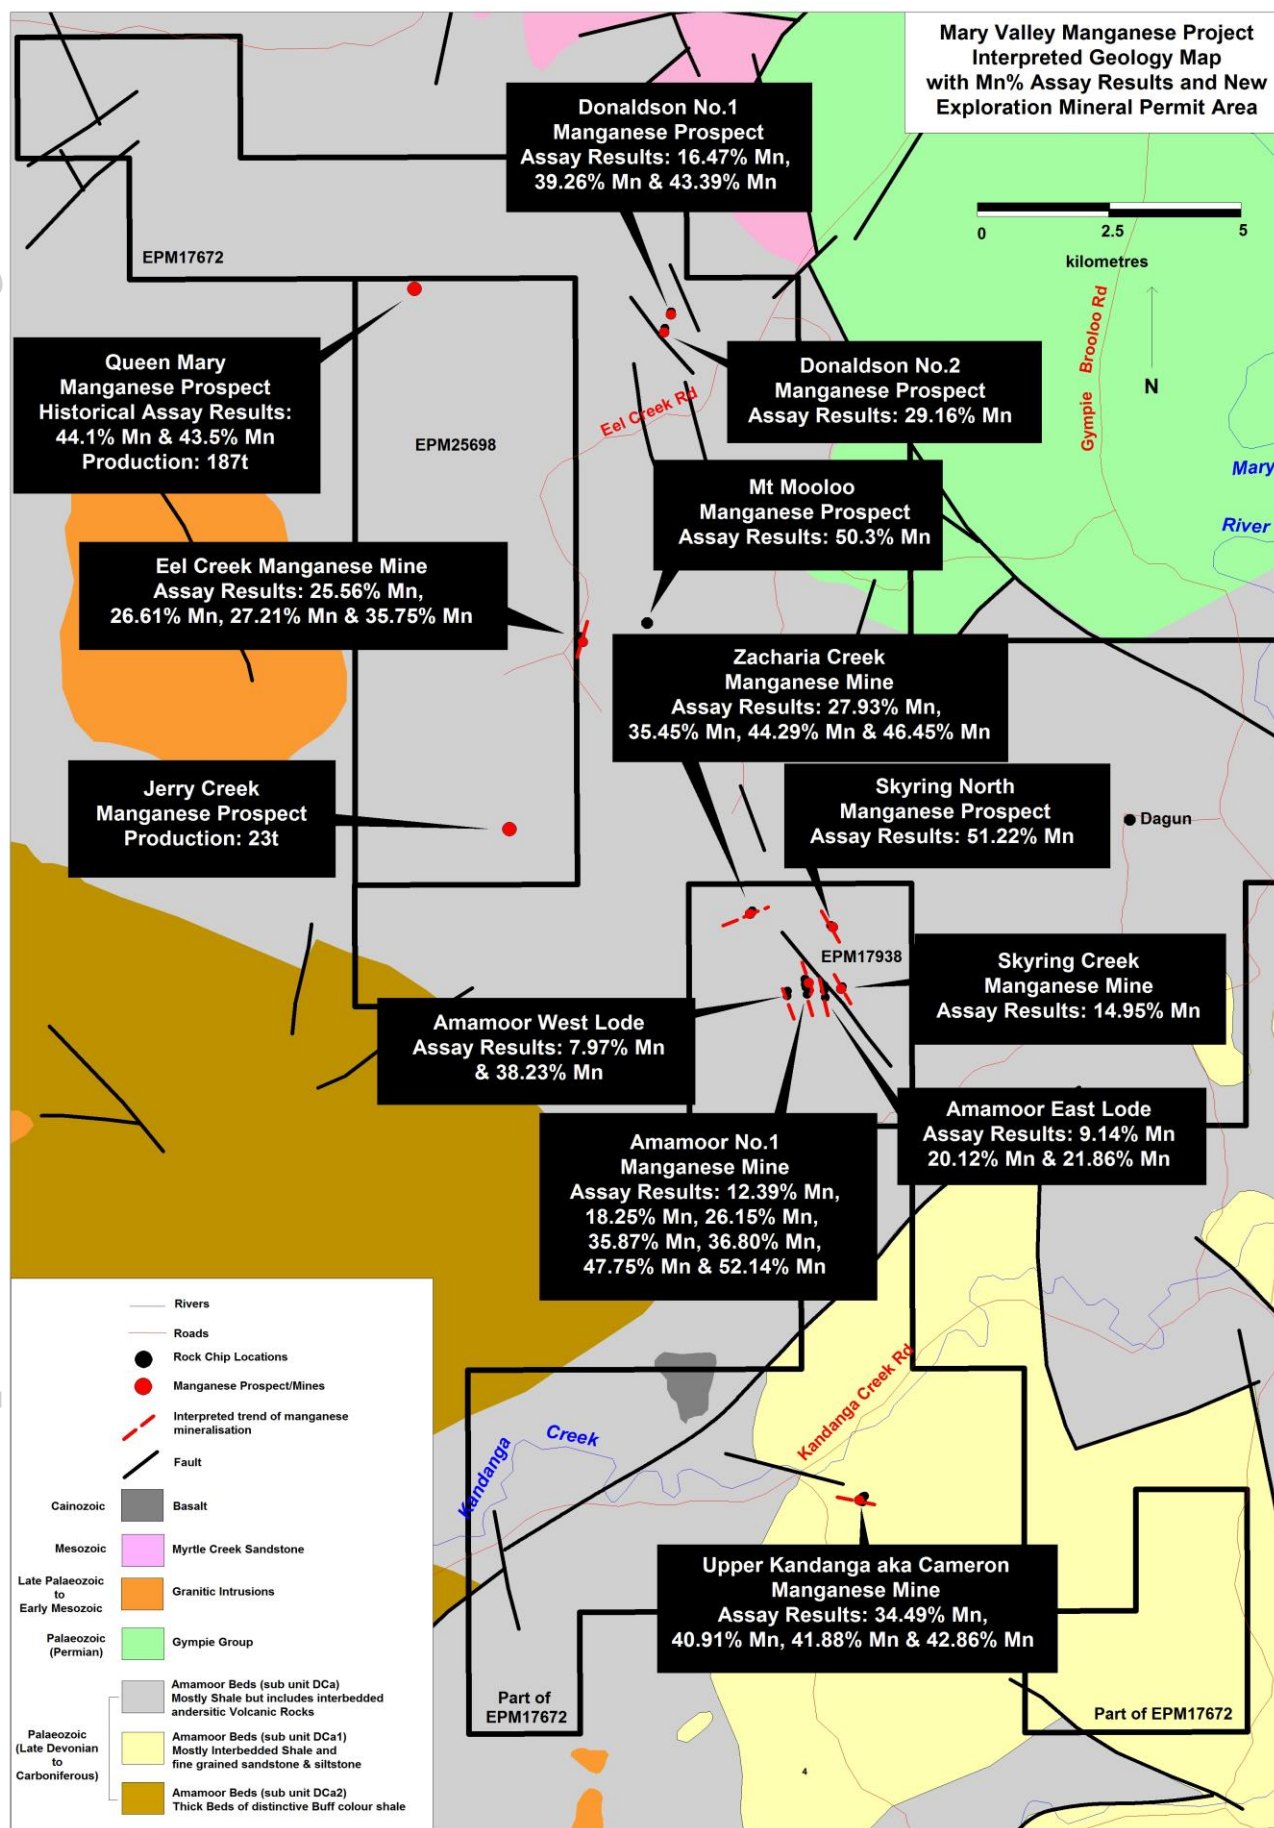 Mary Valley Manganese Project
Interpreted Geology Map
with Mn% Assay Results and New
Exploration Mineral Permit Area
Donaldson No.1
Manganese Prospect
Assay Results: 16.47% Mn,
39.26% Mn & 43.39% Mn
0
2.5
5
kilometres
EPM17672
Gympie Brooloo Rd
N
Queen Mary
Manganese Prospect
Historical Assay Results:
44.1% Mn & 43.5% Mn
Production: 187t
Donaldson No.2
Manganese Prospect
Assay Results: 29.16% Mn
Eel Creek Rd
EPM25698
Mary
River
Mt Mooloo
Manganese Prospect
Assay Results: 50.3% Mn
Eel Creek Manganese Mine
Assay Results: 25.56% Mn,
26.61% Mn, 27.21% Mn & 35.75% Mn
Zacharia Creek
Manganese Mine
Assay Results: 27.93% Mn,
35.45% Mn, 44.29% Mn & 46.45% Mn
Jerry Creek
Manganese Prospect
Production: 23t
Skyring North
Manganese Prospect
Assay Results: 51.22% Mn
Dagun
EPM17938
Skyring Creek
Manganese Mine
Assay Results: 14.95% Mn
Amamoor West Lode
Assay Results: 7.97% Mn
& 38.23% Mn
Amamoor East Lode
Assay Results: 9.14% Mn
20.12% Mn & 21.86% Mn
Amamoor No.1
Manganese Mine
Assay Results: 12.39% Mn,
18.25% Mn, 26.15% Mn,
35.87% Mn, 36.80% Mn,
47.75% Mn & 52.14% Mn
Kandanga Creek Rd
Kandanga Creek
Upper Kandanga aka Cameron
Manganese Mine
Assay Results: 34.49% Mn,
40.91% Mn, 41.88% Mn & 42.86% Mn
Part of
EPM17672
Part of EPM17672
4
Rivers
Roads
Rock Chip Locations
Manganese Prospect/Mines
Interpreted trend of manganese
mineralisation
Fault
Cainozoic
Basalt
Mesozoic
Myrtle Creek Sandstone
Late Palaeozoic
to
Early Mesozoic
Granitic Intrusions
Palaeozoic
(Permian)
Gympie Group
Palaeozoic
(Late Devonian
to
Carboniferous)
Amamoor Beds (sub unit DCa)
Mostly Shale but includes interbedded
andersitic Volcanic Rocks
Amamoor Beds (sub unit DCa1)
Mostly Interbedded Shale and
fine grained sandstone & siltstone
Amamoor Beds (sub unit DCa2)
Thick Beds of distinctive Buff colour shale